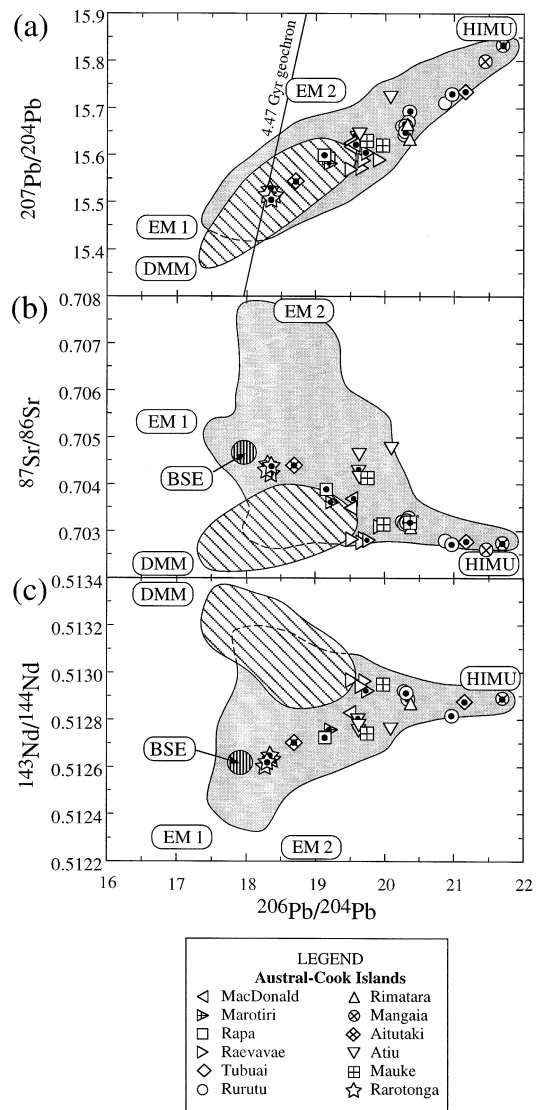 (a)
15.9
15.8
15.7
15.6
15.5
15.4
207Pb/204Pb
4.47 Gyr geochron
HIMU
EM 2
EM 1
DMM
(b)
0.708
0.707
0.706
0.705
0.704
0.703
87Sr/86Sr
EM 2
EM 1
BSE
DMM
HIMU
(c)
0.5134
0.5132
0.5130
0.5128
0.5126
0.5124
0.5122
143Nd/144Nd
DMM
HIMU
BSE
EM 1
EM 2
16 17 18 19 20 21 22
206Pb/204Pb
LEGEND
Austral-Cook Islands
MacDonald
Marotiri
Rapa
Raevavae
Tubuai
Rurutu
Rimatara
Mangaia
Aitutaki
Atiu
Mauke
Rarotonga